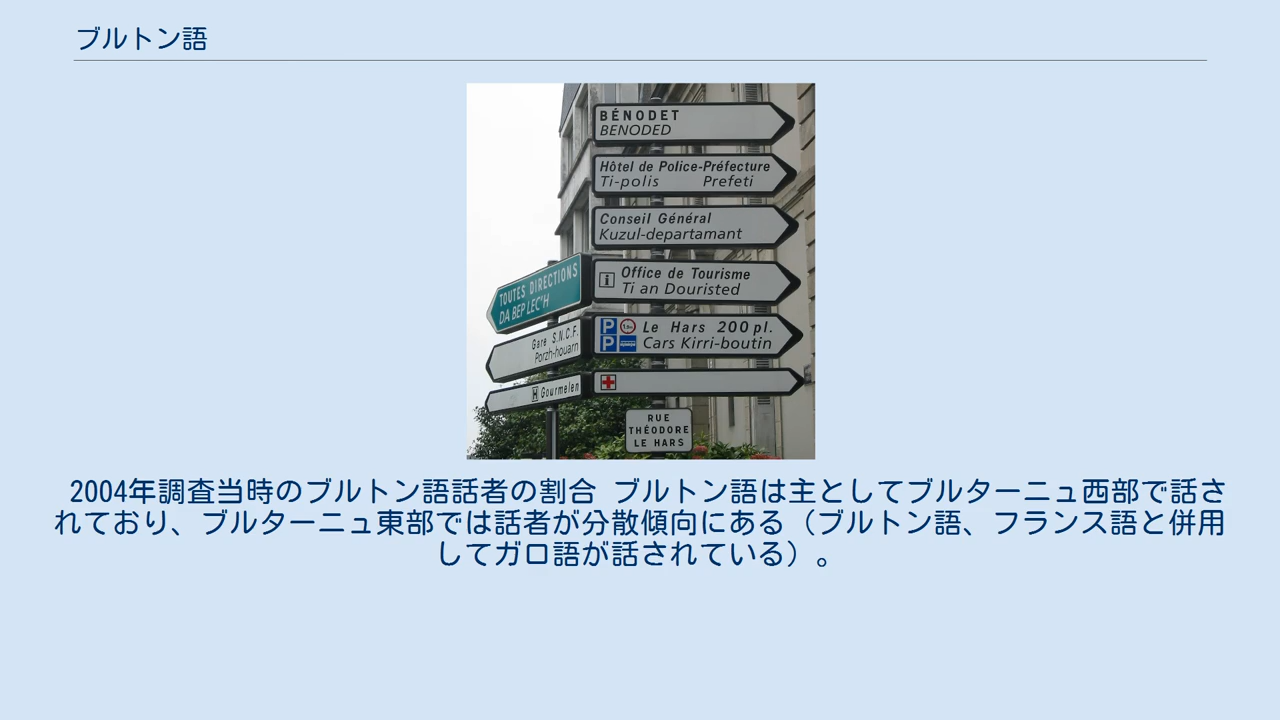 ブルトン語
BÉNODET
BENODED
Hôtel de Police-Préfecture
Ti-polis Prefeti
Conseil Général
Kuzul-departamant
TOUTES DIRECTIONS
DA BEP LEC'H
i Office de Tourisme
Ti an Douristed
Gare S.N.C.F.
Porzh-houarn
P Le Hars 200 pl.
P Cars Kirri-boutin
H Gourmelen
RUE
THÉODORE
LE HARS
2004年調査当時のブルトン語話者の割合 ブルトン語は主としてブルターニュ西部で話さ
れており、ブルターニュ東部では話者が分散傾向にある（ブルトン語、フランス語と併用
してガロ語が話されている）。